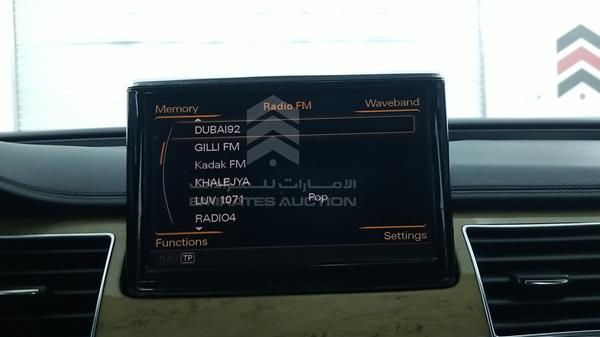 Memory
Radio FM
Waveband
DUBAI92
GILLI FM
Kadak FM
KHALEJYA
الامارات للمزادات
LUV 1071 Pop
EMIRATES AUCTION
RADIO4
Functions
Settings
TMC TP